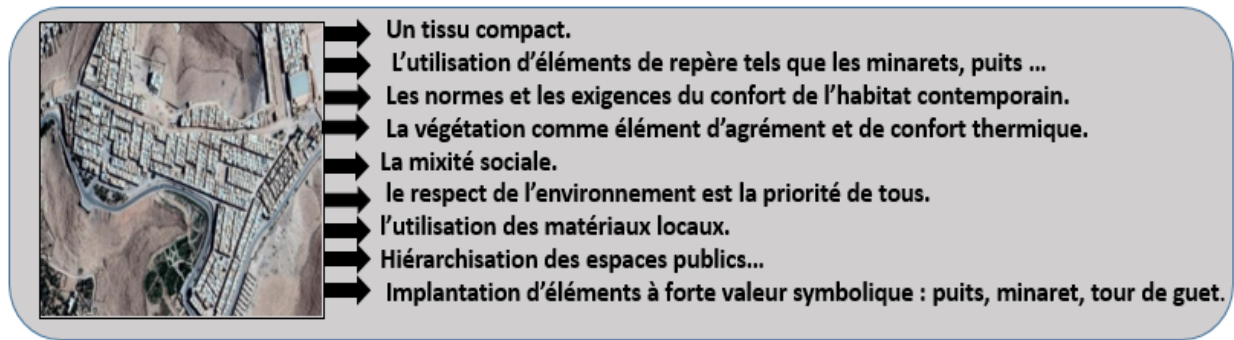 Un tissu compact.
L'utilisation d'éléments de repère tels que les minarets, puits ...
Les normes et les exigences du confort de l'habitat contemporain.
La végétation comme élément d'agrément et de confort thermique.
La mixité sociale.
le respect de l'environnement est la priorité de tous.
l'utilisation des matériaux locaux.
Hiérarchisation des espaces publics...
Implantation d'éléments à forte valeur symbolique : puits, minaret, tour de guet.